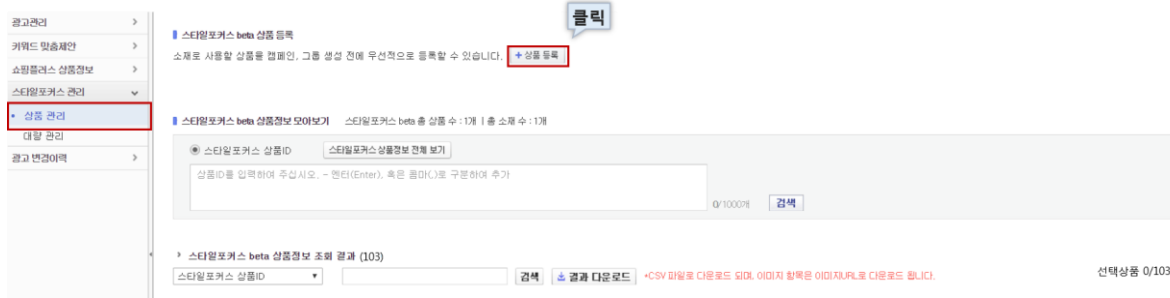 클릭
광고관리
키워드 맞춤제안
쇼핑플러스 상품정보
스타일포커스 관리
상품 관리
대량 관리
광고 변경이력
스타일포커스 beta 상품 등록
소재로 사용할 상품을 캠페인, 그룹 생성 전에 우선적으로 등록할 수 있습니다. +상품 등록
스타일포커스 beta 상품정보 모아보기 스타일포커스 beta 총 상품 수 : 1개 | 총 소재 수 : 1개
스타일포커스 상품ID 스타일포커스 상품정보 전체 보기
상품ID를 입력하여 주십시오. - 엔터(Enter), 혹은 콤마(,)로 구분하여 추가
0/1000개 검색
스타일포커스 beta 상품정보 조회 결과 (103)
스타일포커스 상품ID 검색 결과 다운로드 *CSV 파일로 다운로드 되며, 이미지 항목은 이미지URL로 다운로드 됩니다. 선택상품 0/103